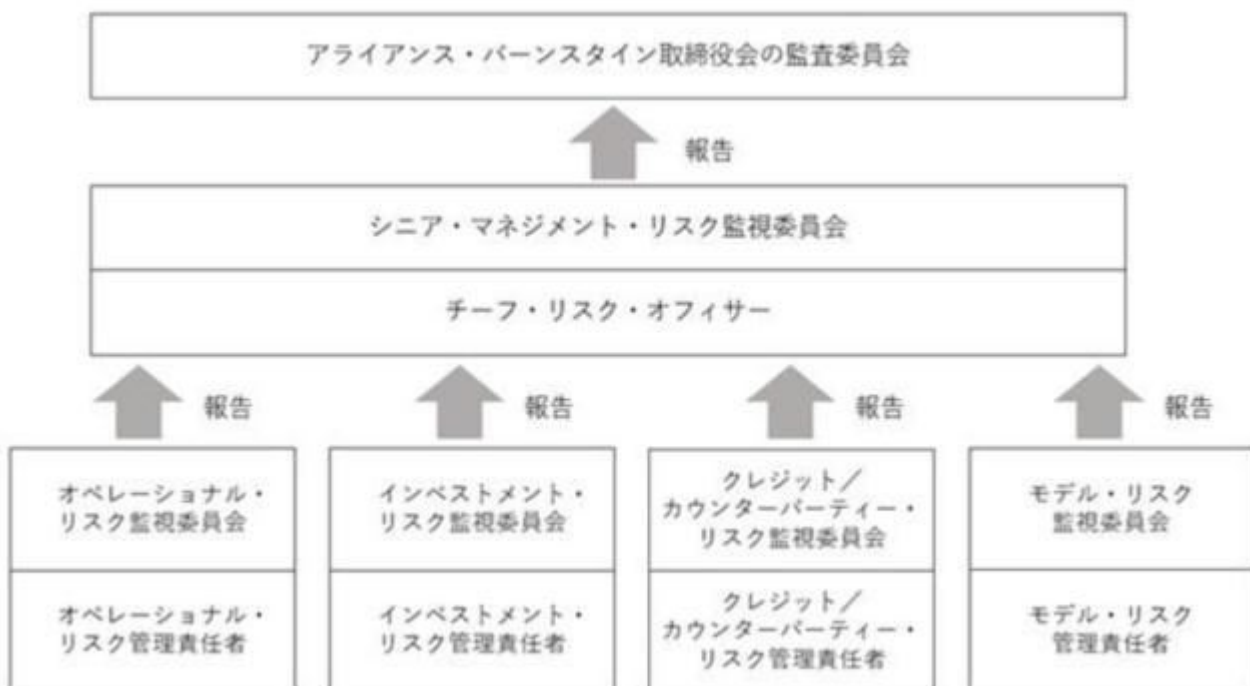 アライアンス・バーンスタイン取締役会の監査委員会
報告
シニア・マネジメント・リスク監視委員会
チーフ・リスク・オフィサー
報告
報告
報告
報告
オペレーショナル・
リスク監視委員会
インベストメント・
リスク監視委員会
クレジット／
カウンターパーティー・
リスク監視委員会
モデル・リスク
監視委員会
オペレーショナル・
リスク管理責任者
インベストメント・
リスク管理責任者
クレジット／
カウンターパーティー・
リスク管理責任者
モデル・リスク
管理責任者